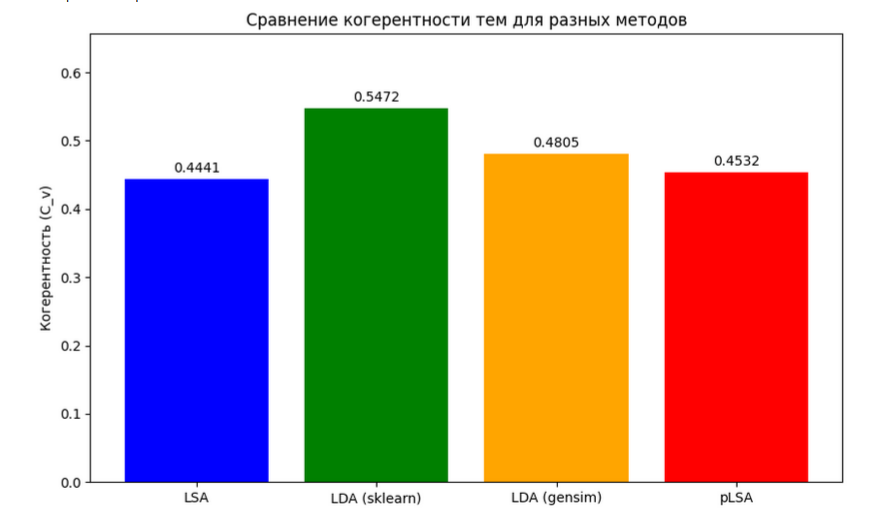 Сравнение когерентности тем для разных методов
Когерентность (C_v)
0.6
0.5
0.4
0.3
0.2
0.1
0.0
0.4441
0.5472
0.4805
0.4532
LSA
LDA (sklearn)
LDA (gensim)
pLSA